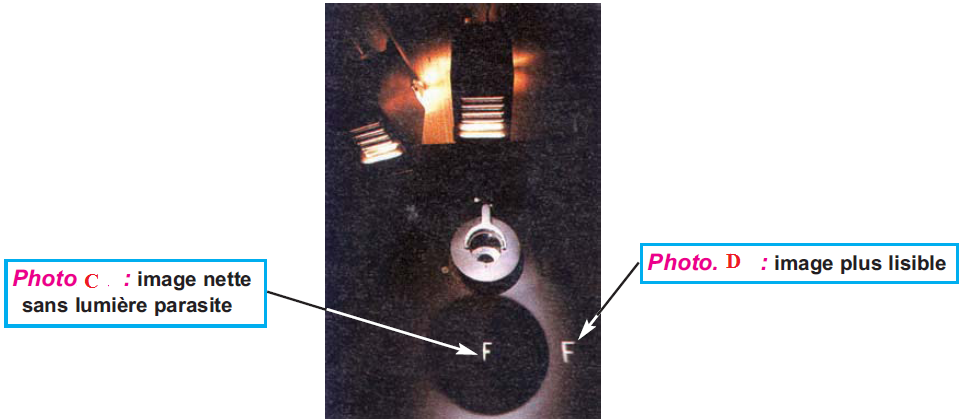 Photo C : image nette
sans lumière parasite
Photo. D : image plus lisible
F F